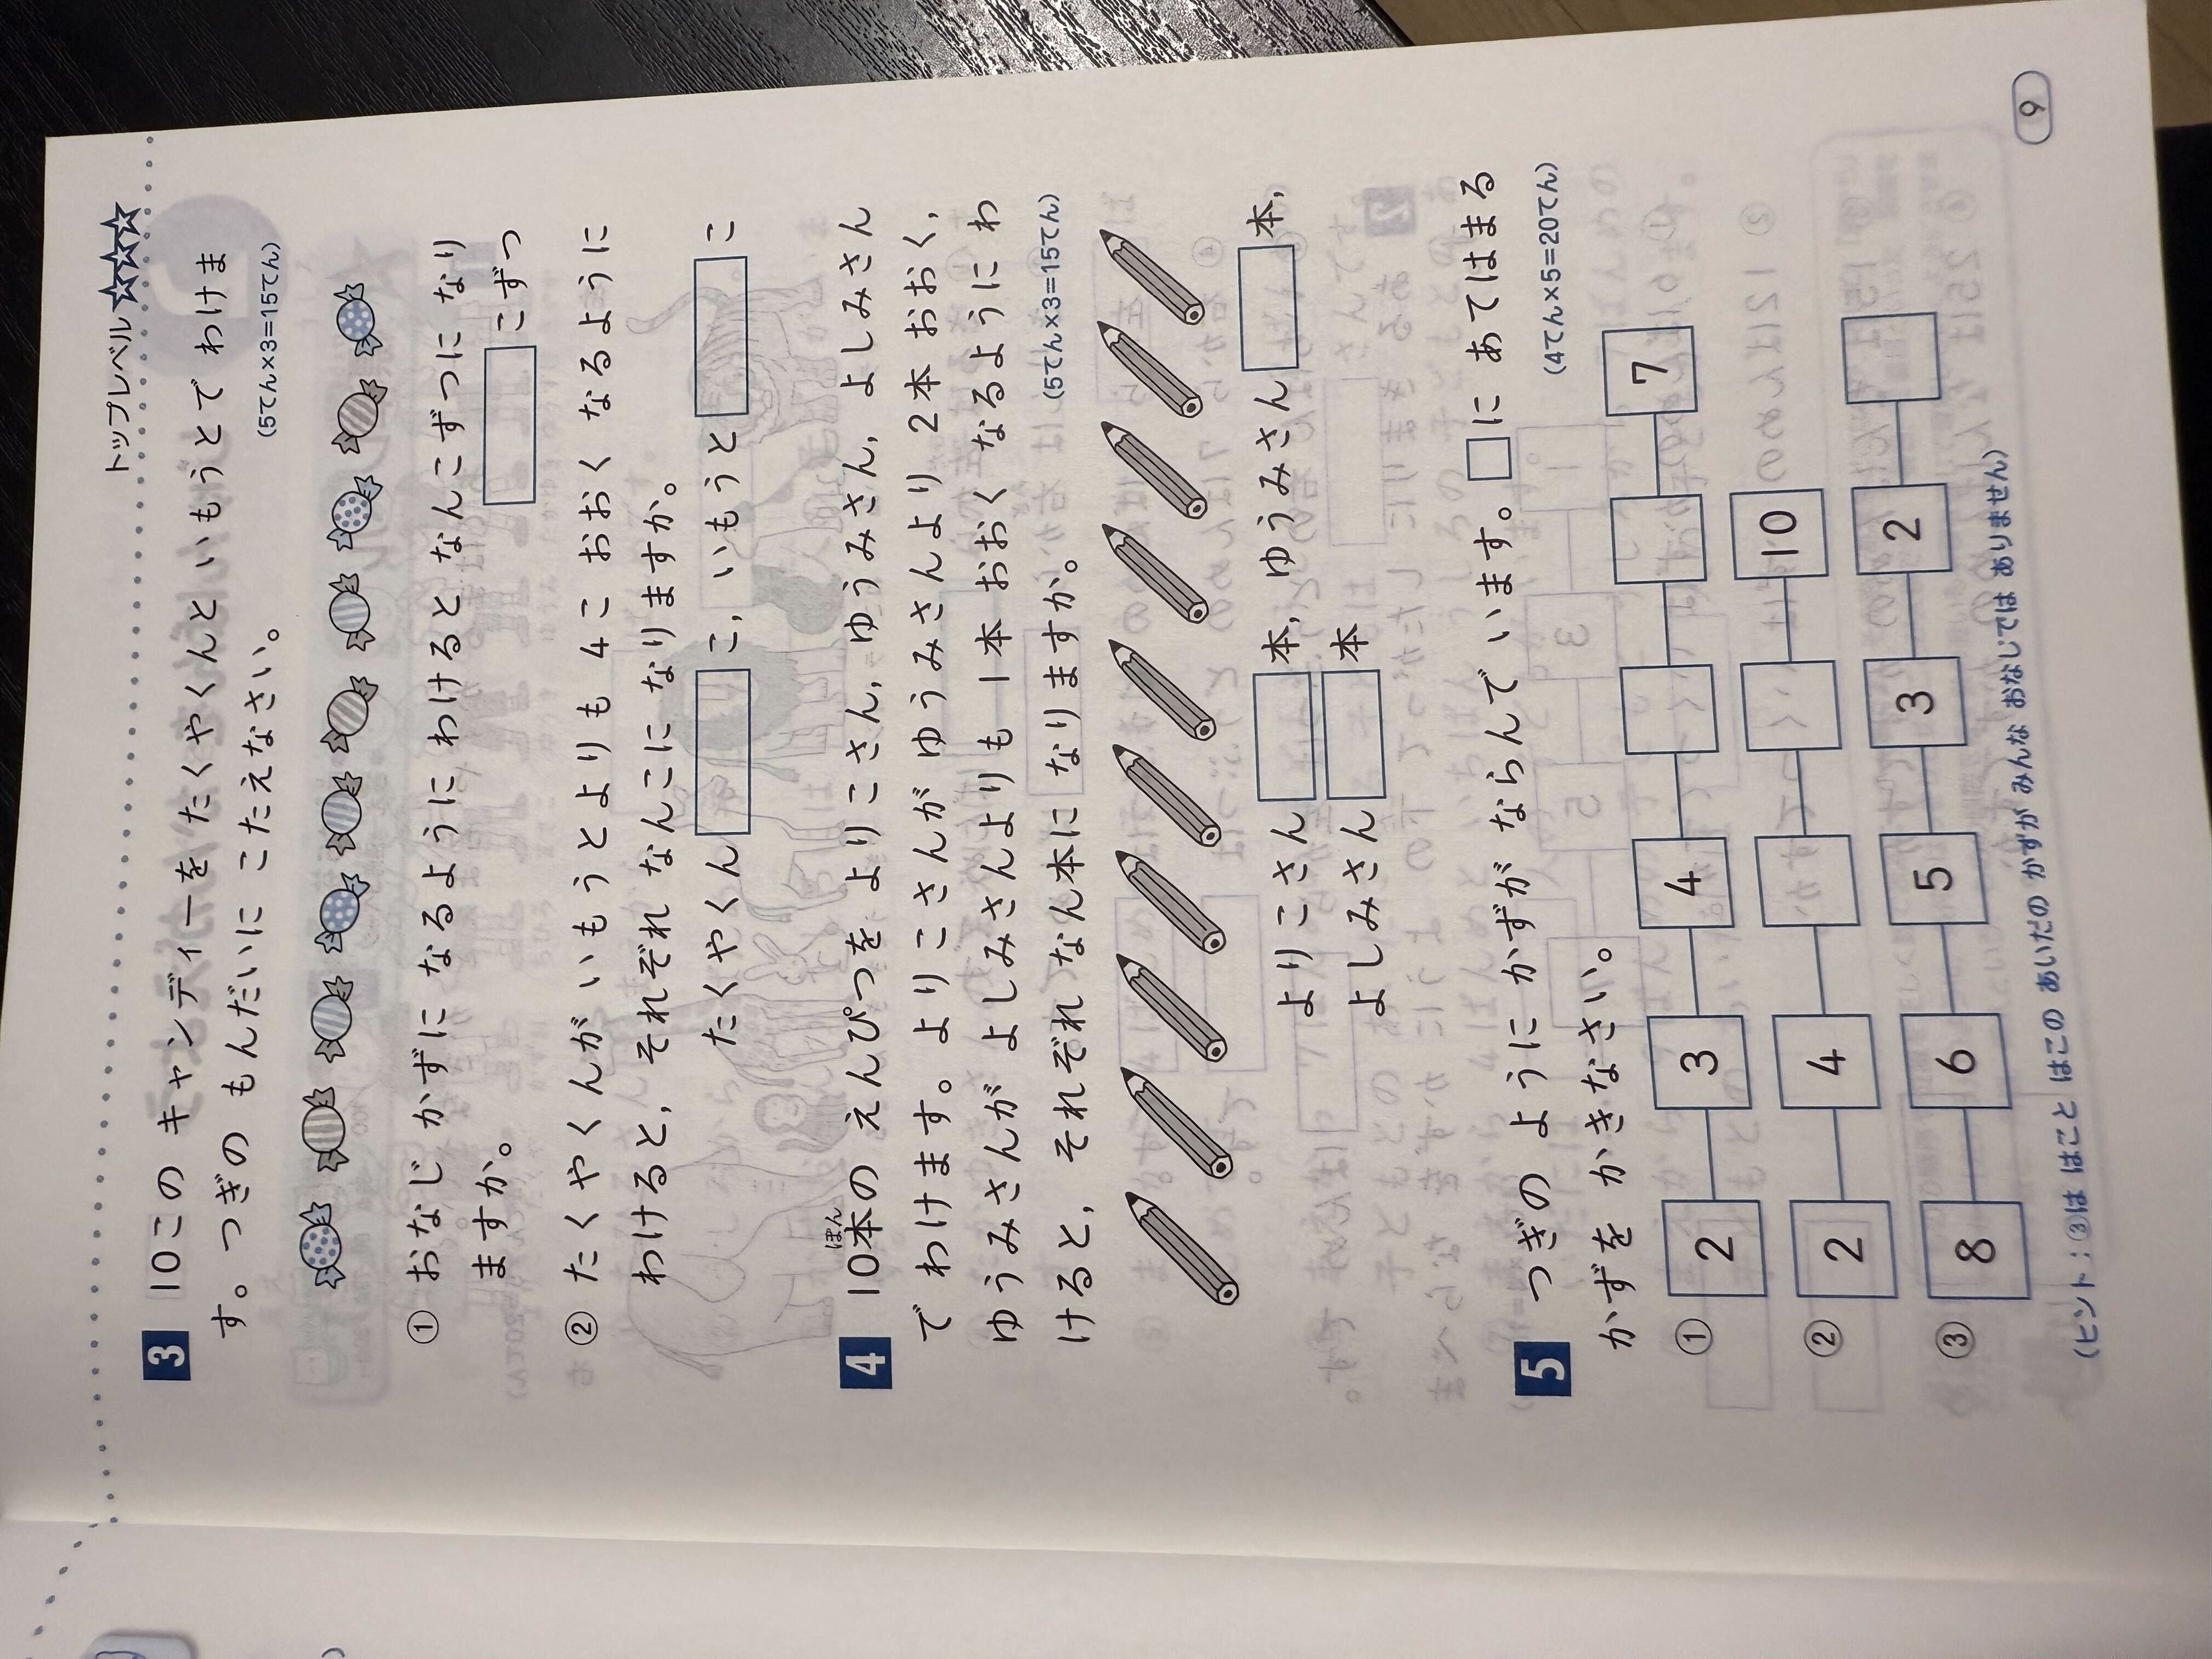 トップレベル☆☆☆
3 10この キャンディーを たくやくんと いもうとで わけま
す。つぎの もんだいに こたえなさい。
(5てん×3=15てん)
① おなじ かずに なるように わけると,なんこずつに なり
ますか。
こずつ
② たくやくんが いもうとよりも 4こ おおく なるように
わけると,それぞれ なんこに なりますか。
たくやくん こ,いもうと こ
4 10本の えんぴつを よりこさん,ゆうみさん,よしみさん
ほん
で わけます。よりこさんが ゆうみさんより 2本 おおく,
ゆうみさんが よしみさんよりも 1本 おおく なるように わ
けると,それぞれ なん本に なりますか。
(5てん×3=15てん)
よりこさん 本,ゆうみさん 本,
よしみさん 本
5 つぎの ように かずが ならんで います。□に あてはまる
かずを かきなさい。
(4てん×5=20てん)
① 2 3 4 7
② 2 4 10
③ 8 6 5 3 2
(ヒント:③は はこと はこの あいだの かずが みんな おなじでは ありません)
9